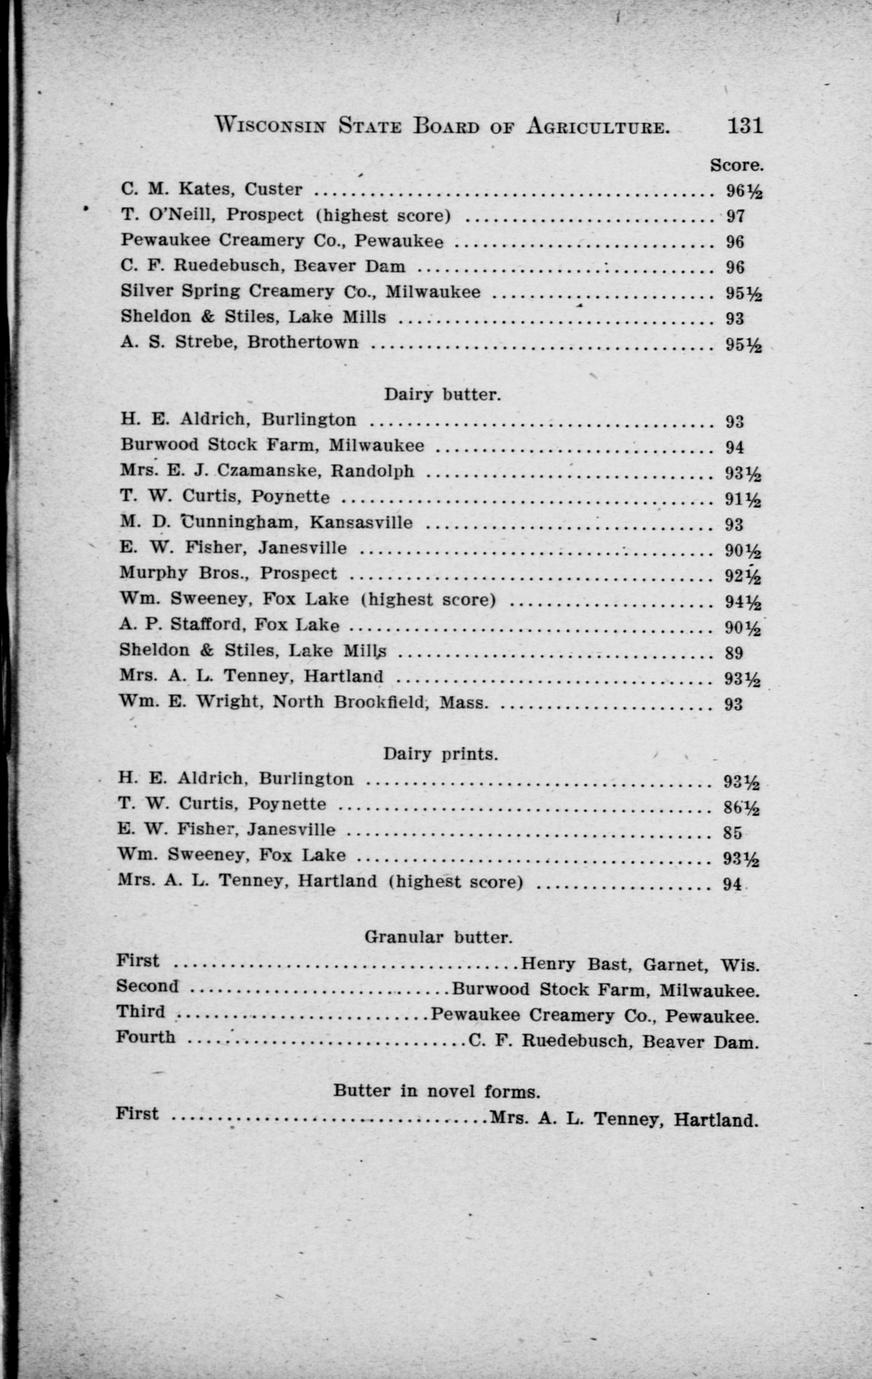 WISCONSIN STATE BOARD OF AGRICULTURE. 131
Score.
C. M. Kates, Custer ........................................... 96½
T. O'Neill, Prospect (highest score) ........................... 97
Pewaukee Creamery Co., Pewaukee ............................ 96
C. F. Ruedebusch, Beaver Dam ................................ 96
Silver Spring Creamery Co., Milwaukee ........................ 95½
Sheldon & Stiles, Lake Mills .................................. 93
A. S. Strebe, Brothertown ..................................... 95½
Dairy butter.
H. E. Aldrich, Burlington ..................................... 93
Burwood Stock Farm, Milwaukee .............................. 94
Mrs. E. J. Czamanske, Randolph ............................... 93½
T. W. Curtis, Poynette ........................................ 91½
M. D. Cunningham, Kansasville ............................... 93
E. W. Fisher, Janesville ...................................... 90½
Murphy Bros., Prospect ....................................... 92½
Wm. Sweeney, Fox Lake (highest score) ...................... 94½
A. P. Stafford, Fox Lake ....................................... 90½
Sheldon & Stiles, Lake Mills .................................. 89
Mrs. A. L. Tenney, Hartland .................................. 93½
Wm. E. Wright, North Brookfield, Mass. ....................... 93
Dairy prints.
H. E. Aldrich, Burlington ........................................ 93½
T. W. Curtis, Poynette ........................................ 86½
E. W. Fisher, Janesville ....................................... 85
Wm. Sweeney, Fox Lake ...................................... 93½
Mrs. A. L. Tenney, Hartland (highest score) ................... 94
Granular butter.
First .....................................Henry Bast, Garnet, Wis.
Second ............................Burwood Stock Farm, Milwaukee.
Third ...........................Pewaukee Creamery Co., Pewaukee.
Fourth ..............................C. F. Ruedebusch, Beaver Dam.
Butter in novel forms.
First ..................................Mrs. A. L. Tenney, Hartland.